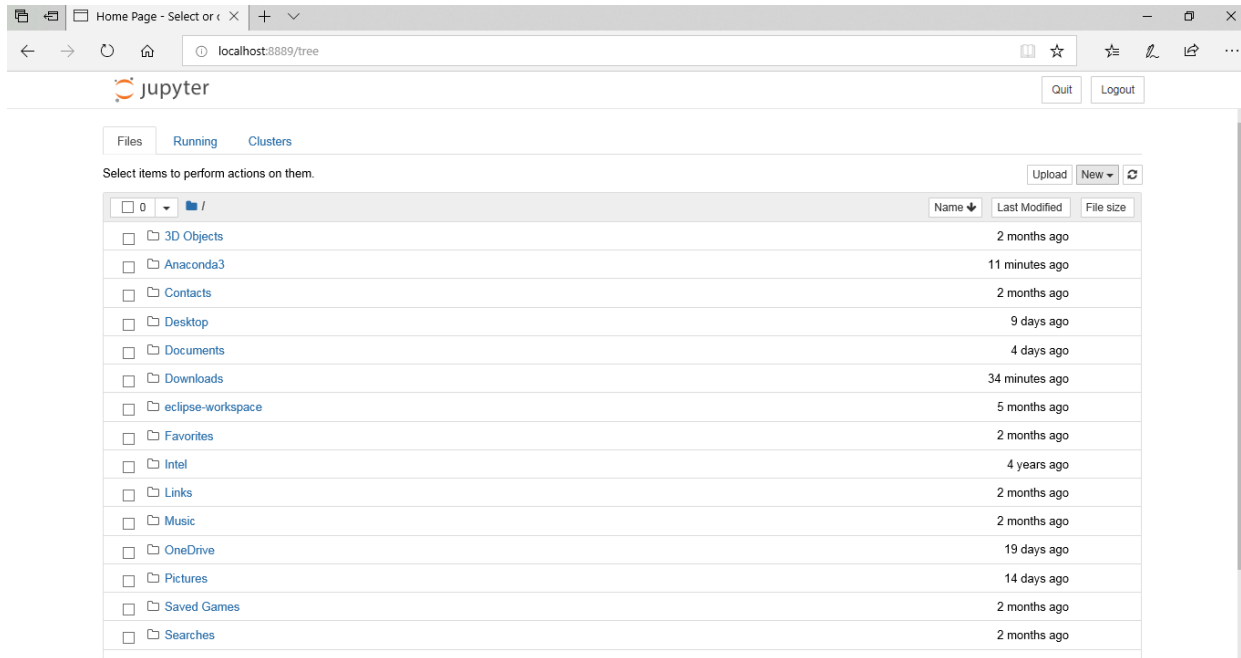 Home Page - Select or c
localhost:8889/tree
jupyter
Quit Logout
Files Running Clusters
Select items to perform actions on them.
Upload New
0 / Name Last Modified File size
3D Objects 2 months ago
Anaconda3 11 minutes ago
Contacts 2 months ago
Desktop 9 days ago
Documents 4 days ago
Downloads 34 minutes ago
eclipse-workspace 5 months ago
Favorites 2 months ago
Intel 4 years ago
Links 2 months ago
Music 2 months ago
OneDrive 19 days ago
Pictures 14 days ago
Saved Games 2 months ago
Searches 2 months ago